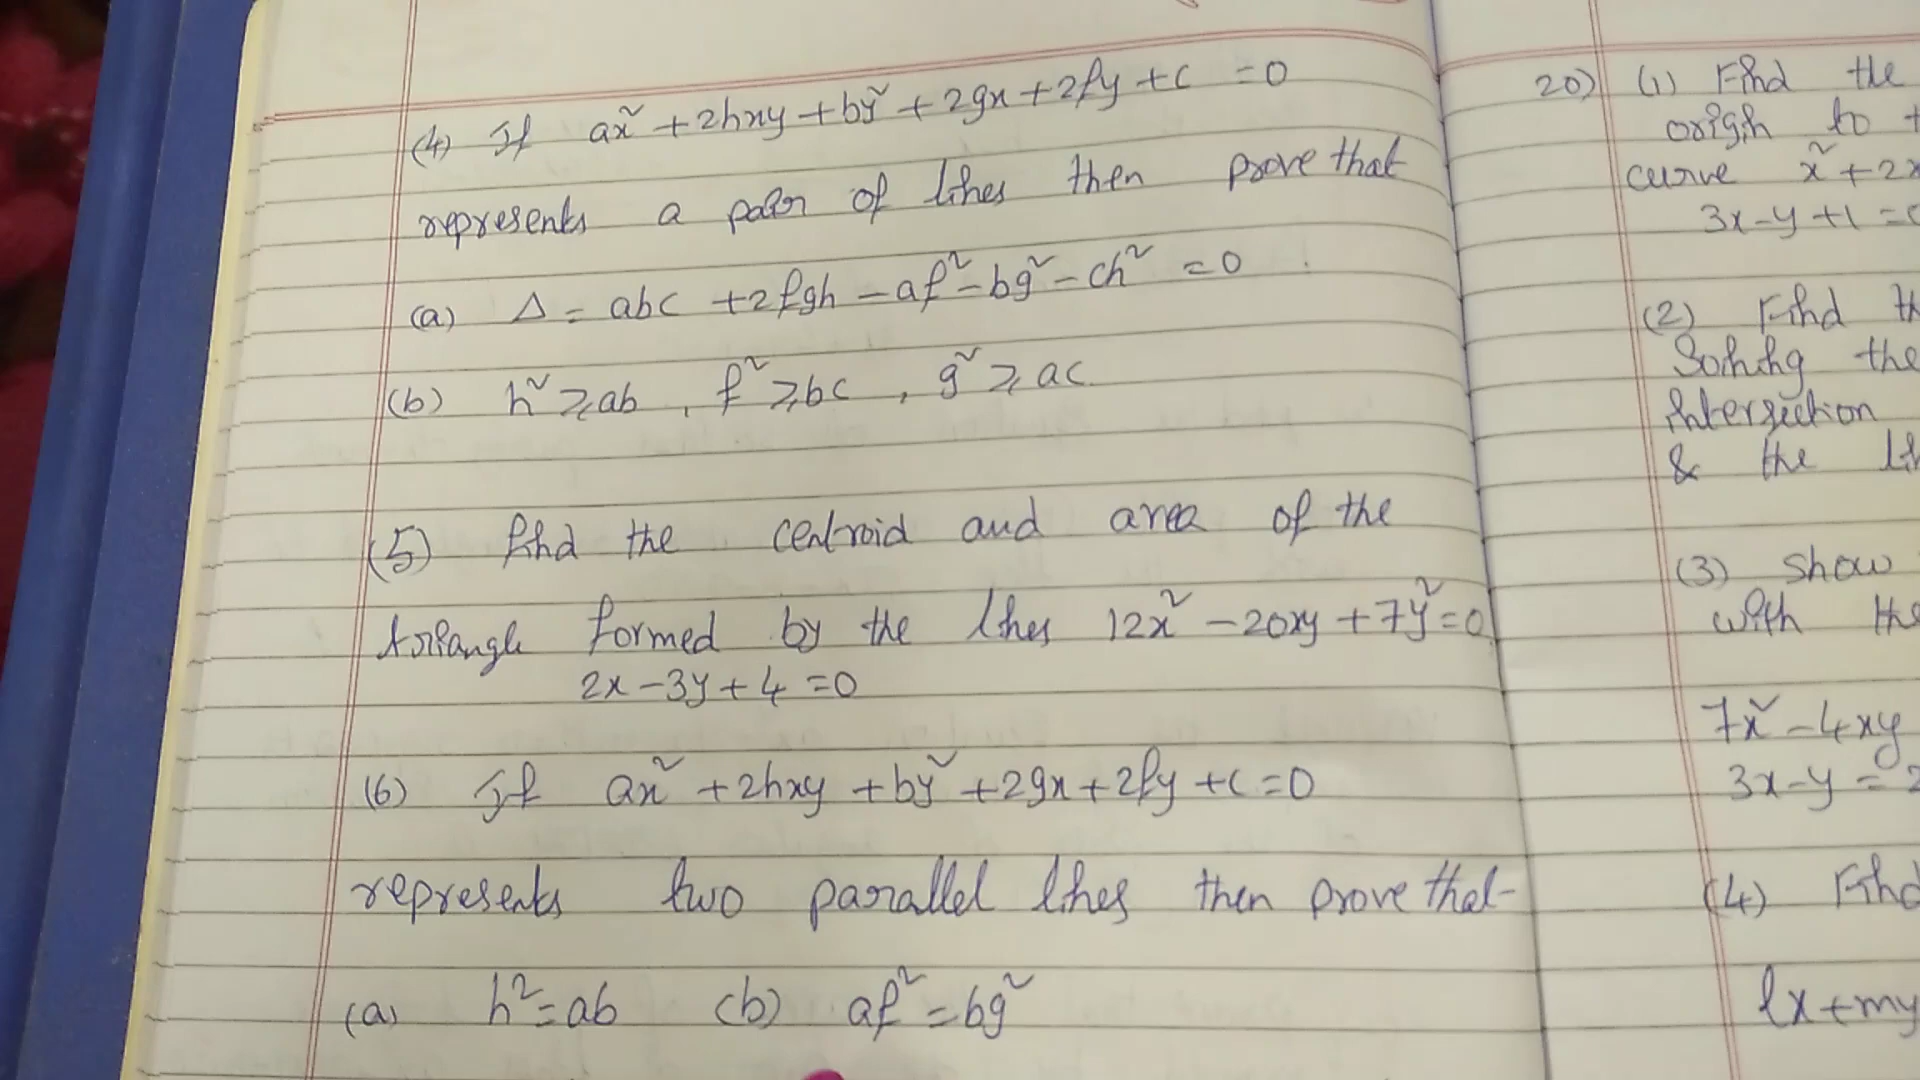 (4) If ax² + 2hxy + by² + 2gx + 2fy + c = 0
represents a pair of lines then prove that
(a) Δ = abc + 2fgh - af² - bg² - ch² = 0
(b) h² ≥ ab, f² ≥ bc, g² ≥ ac
(5) find the centroid and area of the
triangle formed by the lines 12x² - 20xy + 7y² = 0
2x - 3y + 4 = 0
(6) If ax² + 2hxy + by² + 2gx + 2fy + c = 0
represents two parallel lines then prove that
(a) h² = ab (b) af² = bg²
20) (1) Find the
origin to
curve x² + 2x
3x - y + 1 =
(2) Find
Joining the
intersection
& the
(3) Show
with the
7x² - 4xy
3x - y = 2
(4) Find
lx + my